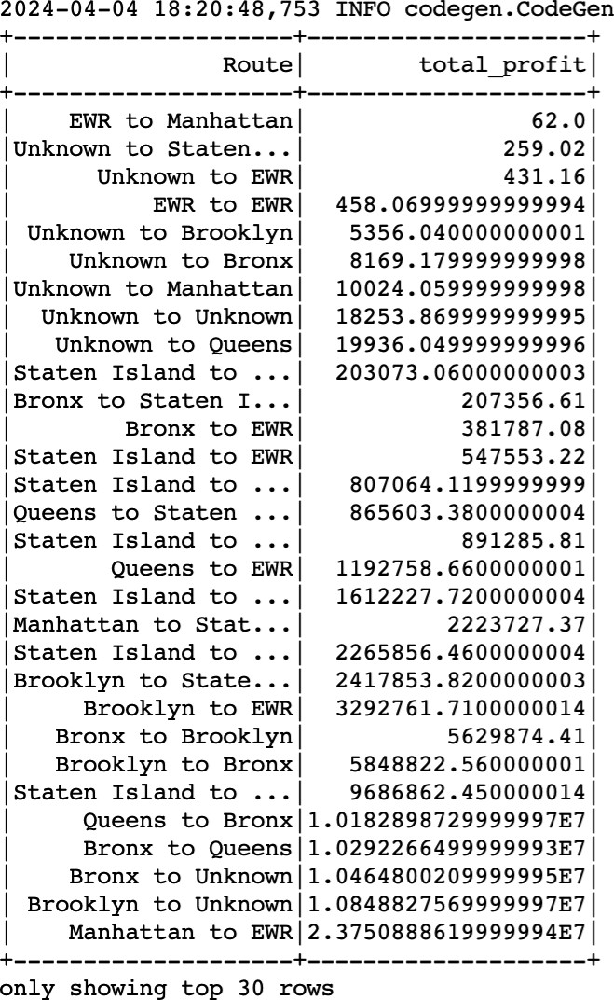 2024-04-04 18:20:48,753 INFO codegen.CodeGen
+--------------------+--------------------+
|               Route|        total_profit|
+--------------------+--------------------+
|    EWR to Manhattan|                62.0|
|Unknown to Staten...|              259.02|
|      Unknown to EWR|              431.16|
|          EWR to EWR|  458.06999999999994|
| Unknown to Brooklyn|   5356.040000000001|
|    Unknown to Bronx|   8169.179999999998|
|Unknown to Manhattan|  10024.059999999998|
|  Unknown to Unknown|  18253.869999999995|
|   Unknown to Queens|  19936.049999999996|
|Staten Island to ...|  203073.06000000003|
|Bronx to Staten I...|           207356.61|
|        Bronx to EWR|           381787.08|
|Staten Island to EWR|           547553.22|
|Staten Island to ...|   807064.1199999999|
|Queens to Staten ...|   865603.3800000004|
|Staten Island to ...|           891285.81|
|       Queens to EWR|  1192758.6600000001|
|Staten Island to ...|  1612227.7200000004|
|Manhattan to Stat...|          2223727.37|
|Staten Island to ...|  2265856.4600000004|
|Brooklyn to State...|  2417853.8200000003|
|     Brooklyn to EWR|  3292761.7100000014|
|   Bronx to Brooklyn|          5629874.41|
|   Brooklyn to Bronx|   5848822.560000001|
|Staten Island to ...|   9686862.450000014|
|     Queens to Bronx|1.0182898729999997E7|
|     Bronx to Queens|1.0292266499999993E7|
|    Bronx to Unknown|1.0464800209999995E7|
| Brooklyn to Unknown|1.0848827569999997E7|
|    Manhattan to EWR|2.3750888619999994E7|
+--------------------+--------------------+
only showing top 30 rows